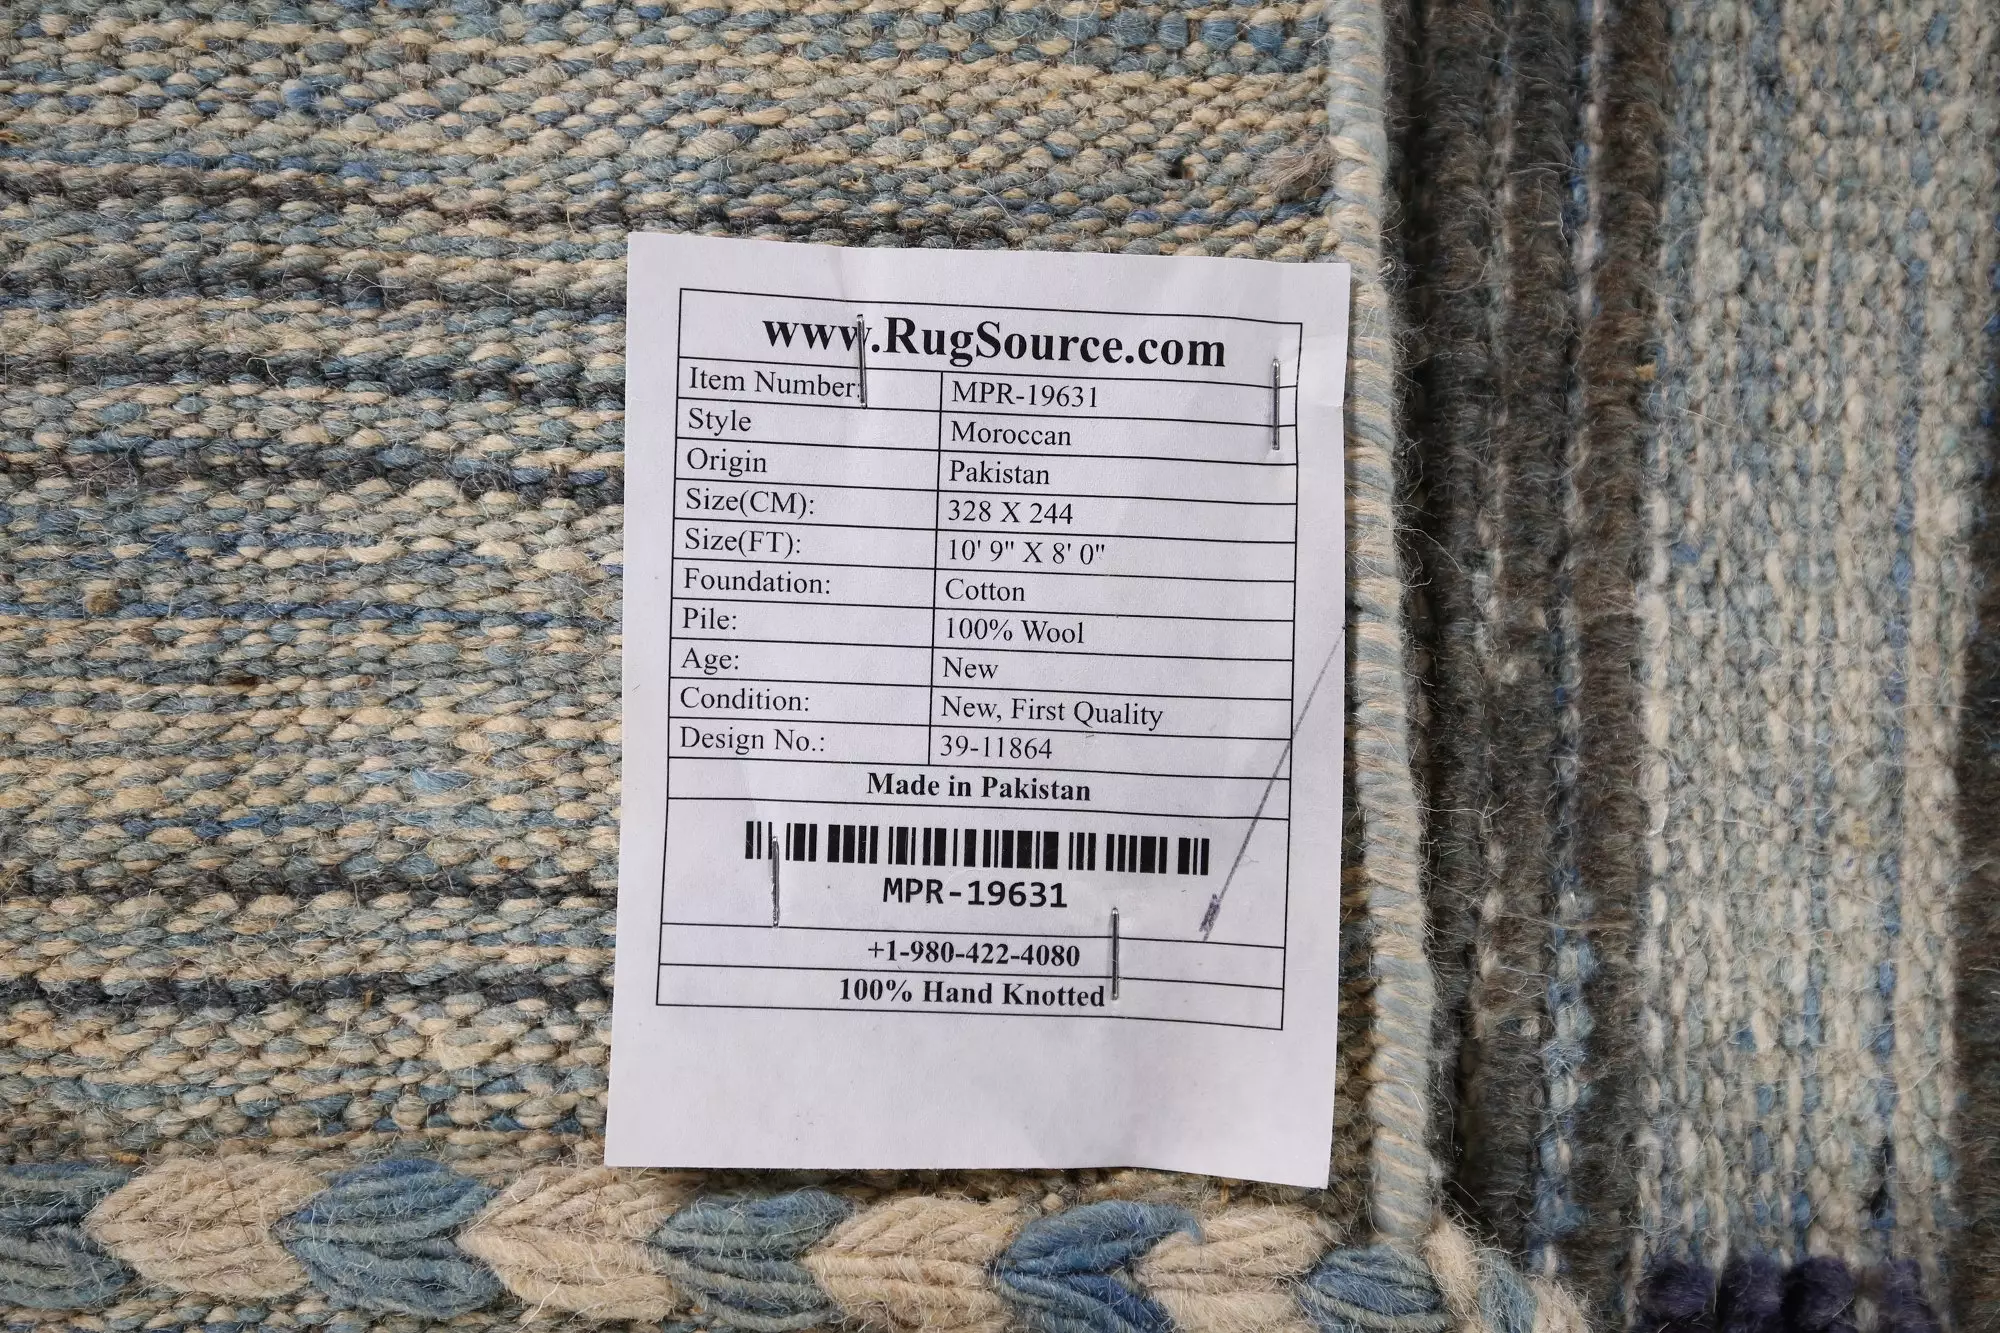 www.RugSource.com
Item Number: MPR-19631
Style Moroccan
Origin Pakistan
Size(CM): 328 X 244
Size(FT): 10' 9" X 8' 0"
Foundation: Cotton
Pile: 100% Wool
Age: New
Condition: New, First Quality
Design No.: 39-11864
Made in Pakistan
MPR-19631
+1-980-422-4080
100% Hand Knotted